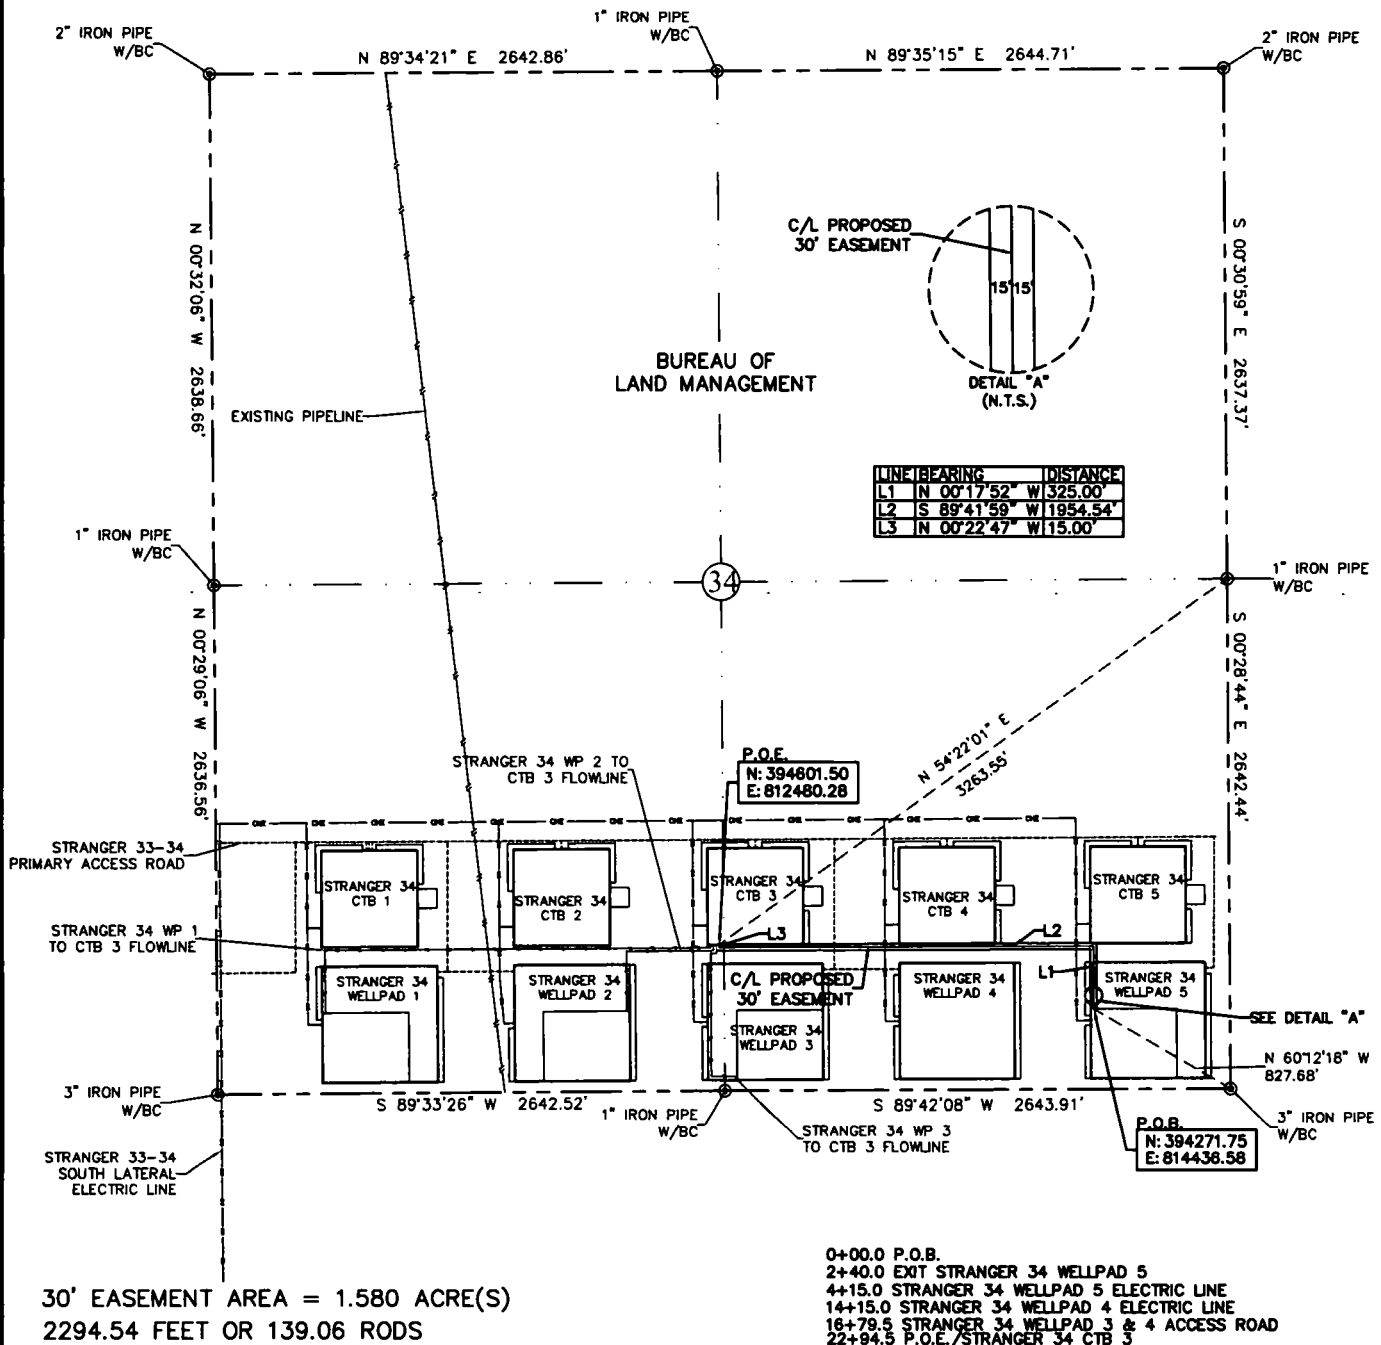 2" IRON PIPE
W/BC
N 89°34'21" E 2642.86'
1" IRON PIPE
W/BC
N 89°35'15" E 2644.71'
2" IRON PIPE
W/BC
N 00°32'06" W 2638.66'
C/L PROPOSED
30' EASEMENT
15' 15'
DETAIL "A"
(N.T.S.)
S 00°30'59" E 2637.37'
BUREAU OF
LAND MANAGEMENT
EXISTING PIPELINE
LINE BEARING DISTANCE
L1 N 00°17'52" W 325.00'
L2 S 89°41'59" W 1954.54'
L3 N 00°22'47" W 15.00'
1" IRON PIPE
W/BC
34
1" IRON PIPE
W/BC
N 00°29'06" W 2636.56'
S 00°28'44" E 2642.44'
N 54°22'01" E
3263.55'
STRANGER 34 WP 2 TO
CTB 3 FLOWLINE
P.O.E.
N: 394801.50
E: 812480.28
OHE OHE OHE OHE OHE OHE OHE OHE OHE OHE OHE OHE
STRANGER 33-34
PRIMARY ACCESS ROAD
STRANGER 34
CTB 1
STRANGER 34
CTB 2
STRANGER 34
CTB 3
STRANGER 34
CTB 4
STRANGER 34
CTB 5
STRANGER 34 WP 1
TO CTB 3 FLOWLINE
L3
L2
L1
STRANGER 34
WELLPAD 1
STRANGER 34
WELLPAD 2
C/L PROPOSED
30' EASEMENT
STRANGER 34
WELLPAD 3
STRANGER 34
WELLPAD 4
STRANGER 34
WELLPAD 5
SEE DETAIL "A"
N 60°12'18" W
827.68'
3" IRON PIPE
W/BC
S 89°33'26" W 2642.52'
1" IRON PIPE
W/BC
S 89°42'08" W 2643.91'
3" IRON PIPE
W/BC
STRANGER 34 WP 3
TO CTB 3 FLOWLINE
P.O.B.
N: 394271.75
E: 814436.58
STRANGER 33-34
SOUTH LATERAL
ELECTRIC LINE
30' EASEMENT AREA = 1.580 ACRE(S)
2294.54 FEET OR 139.06 RODS
0+00.0 P.O.B.
2+40.0 EXIT STRANGER 34 WELLPAD 5
4+15.0 STRANGER 34 WELLPAD 5 ELECTRIC LINE
14+15.0 STRANGER 34 WELLPAD 4 ELECTRIC LINE
16+79.5 STRANGER 34 WELLPAD 3 & 4 ACCESS ROAD
22+94.5 P.O.E./STRANGER 34 CTB 3